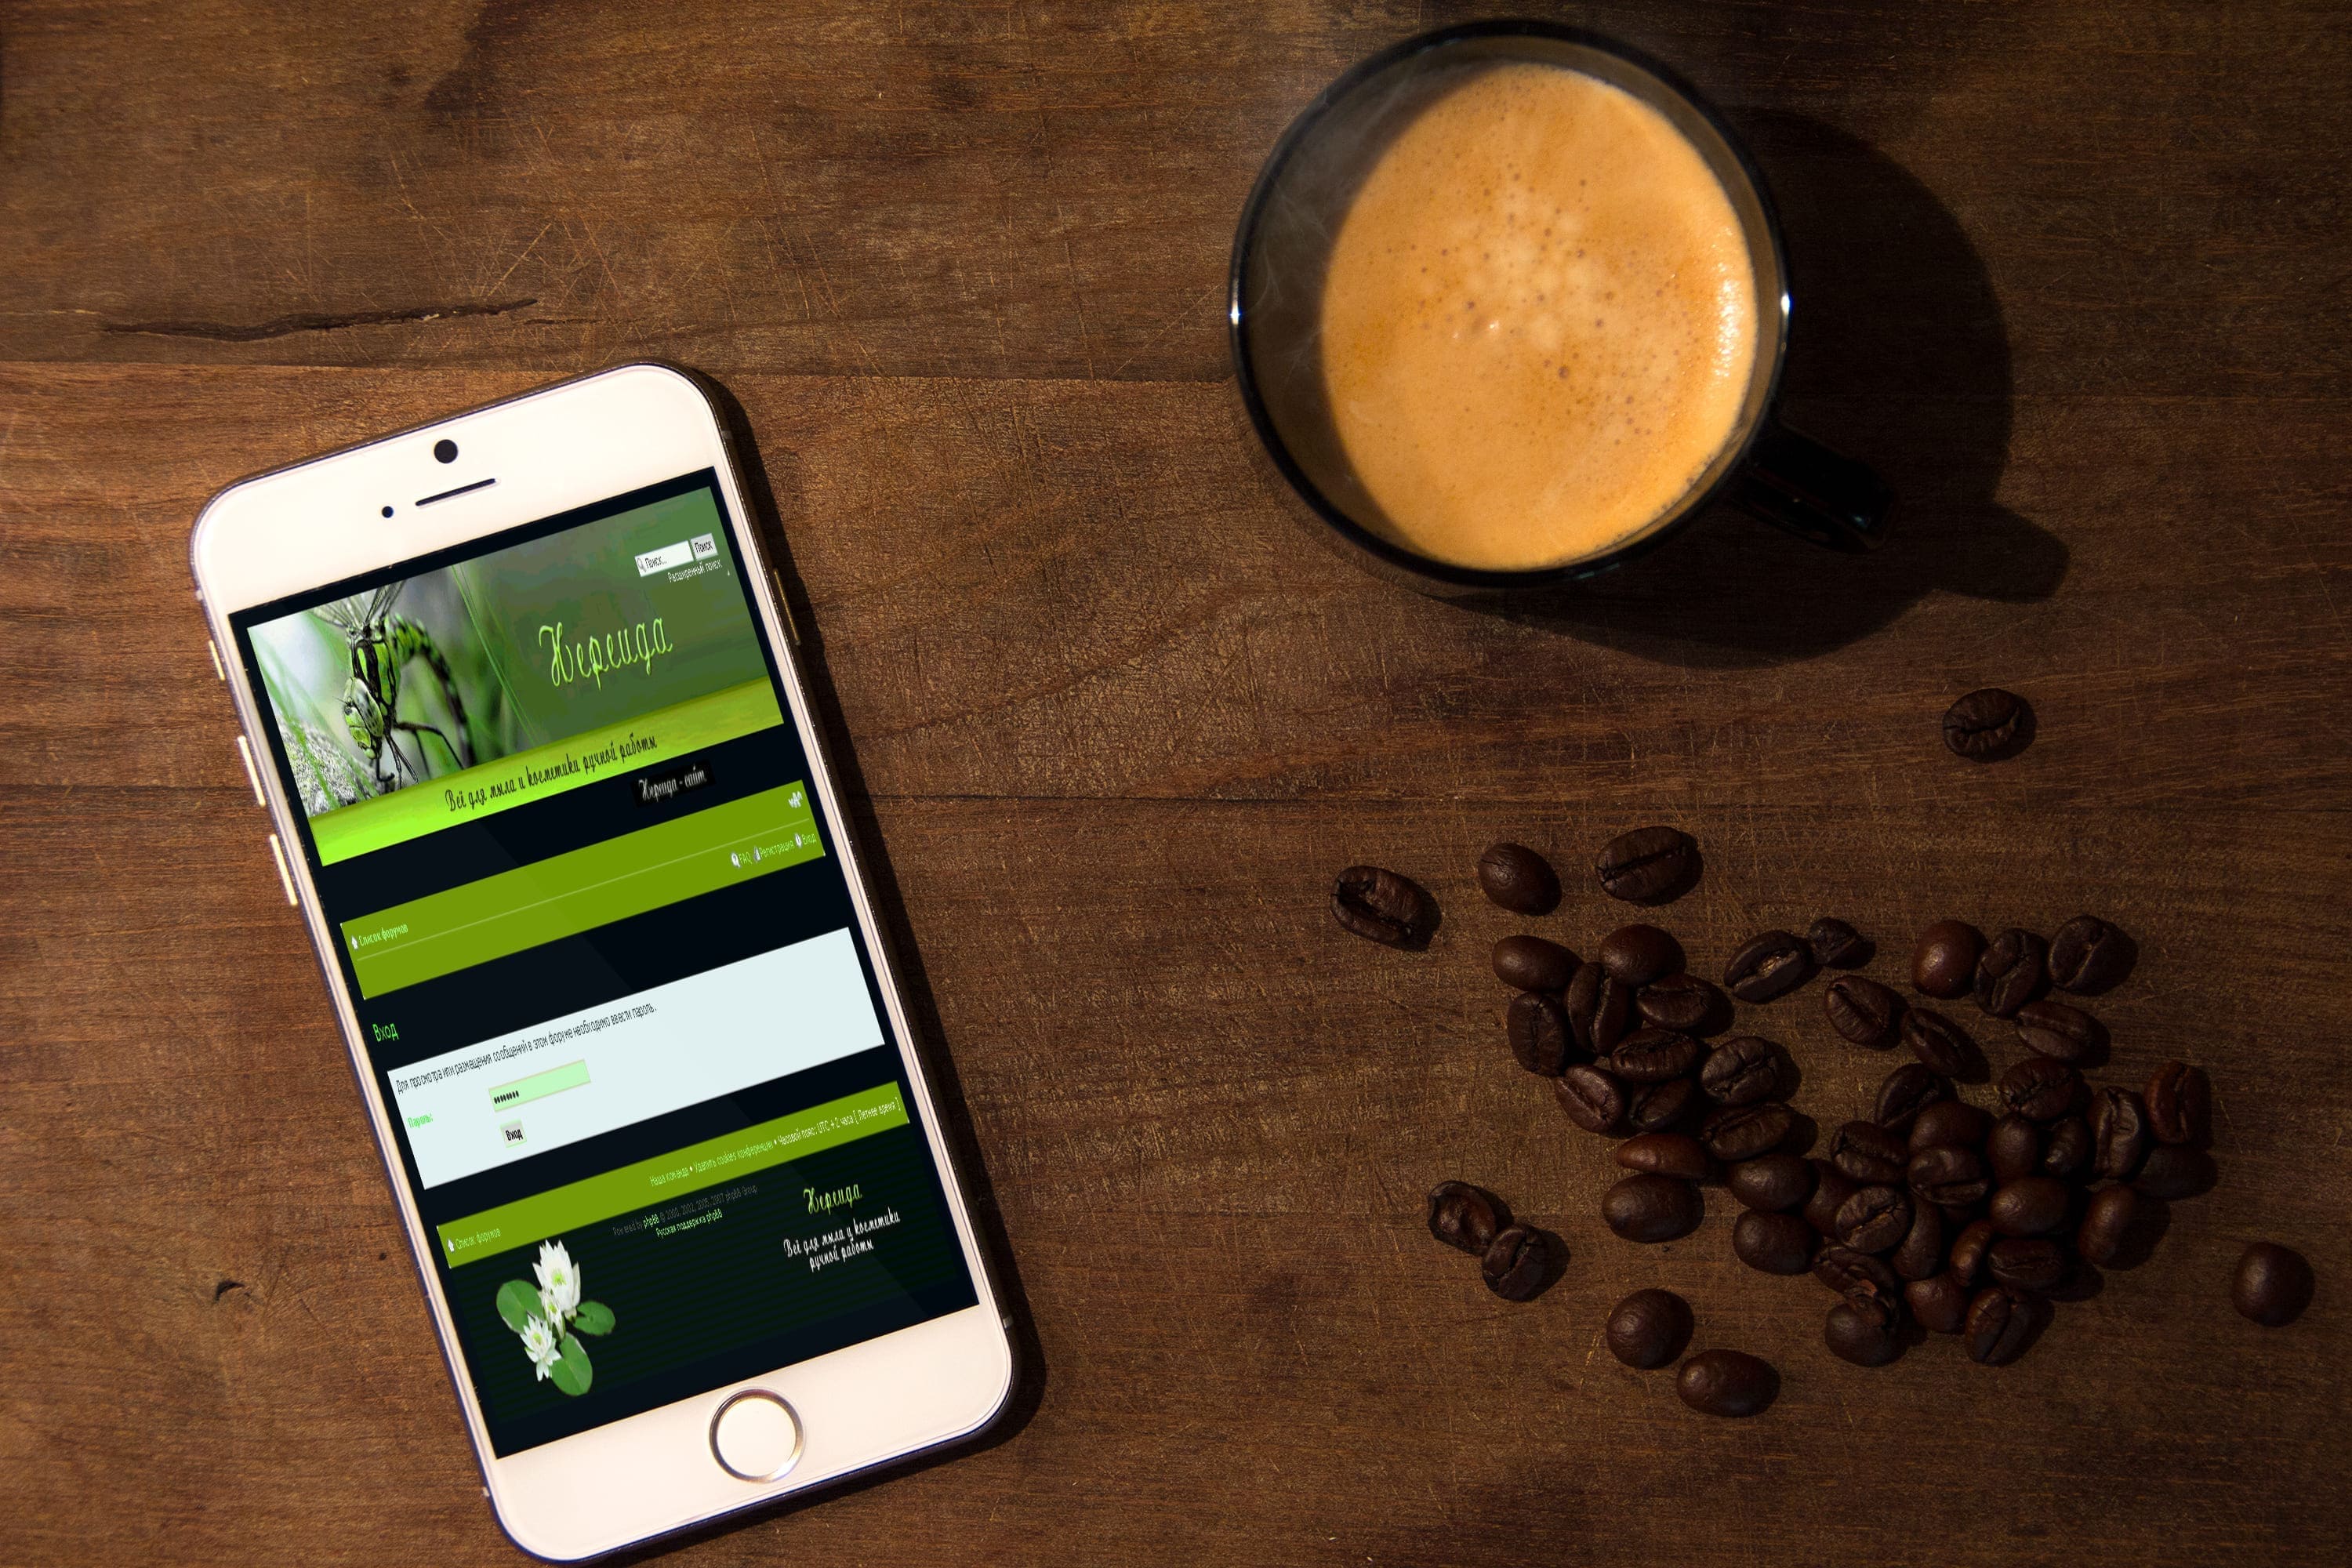 Поиск...
Поиск
Расширенный поиск
Нереида
Всё для мыла и косметики ручной работы
Нереида - сайт
Список форумов
FAQ Регистрация Вход
Вход
Для просмотра или размещения сообщений в этом форуме необходимо ввести пароль.
Пароль:
••••••••
Вход
Список форумов
Наша команда • Удалить cookies конференции • Часовой пояс: UTC + 2 часа [ Летнее время ]
Powered by phpBB © 2000, 2002, 2005, 2007 phpBB Group
Русская поддержка phpBB
Нереида
Всё для мыла и косметики
ручной работы